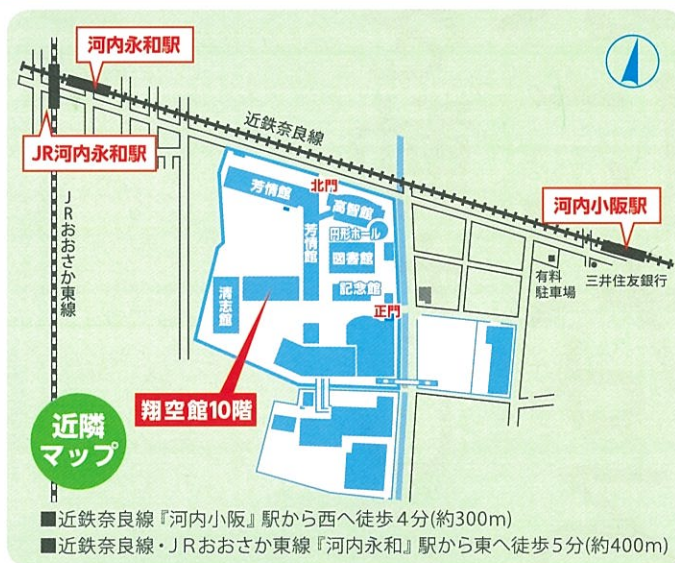 河内永和駅
近鉄奈良線
JR河内永和駅
JRおおさか東線
河内小阪駅
有料
駐車場
三井住友銀行
芳情館
北門
高智館
円形ホール
芳情館
図書館
記念館
清志館
正門
翔空館10階
近隣
マップ
■近鉄奈良線『河内小阪』駅から西へ徒歩4分(約300m)
■近鉄奈良線・JRおおさか東線『河内永和』駅から東へ徒歩5分(約400m)